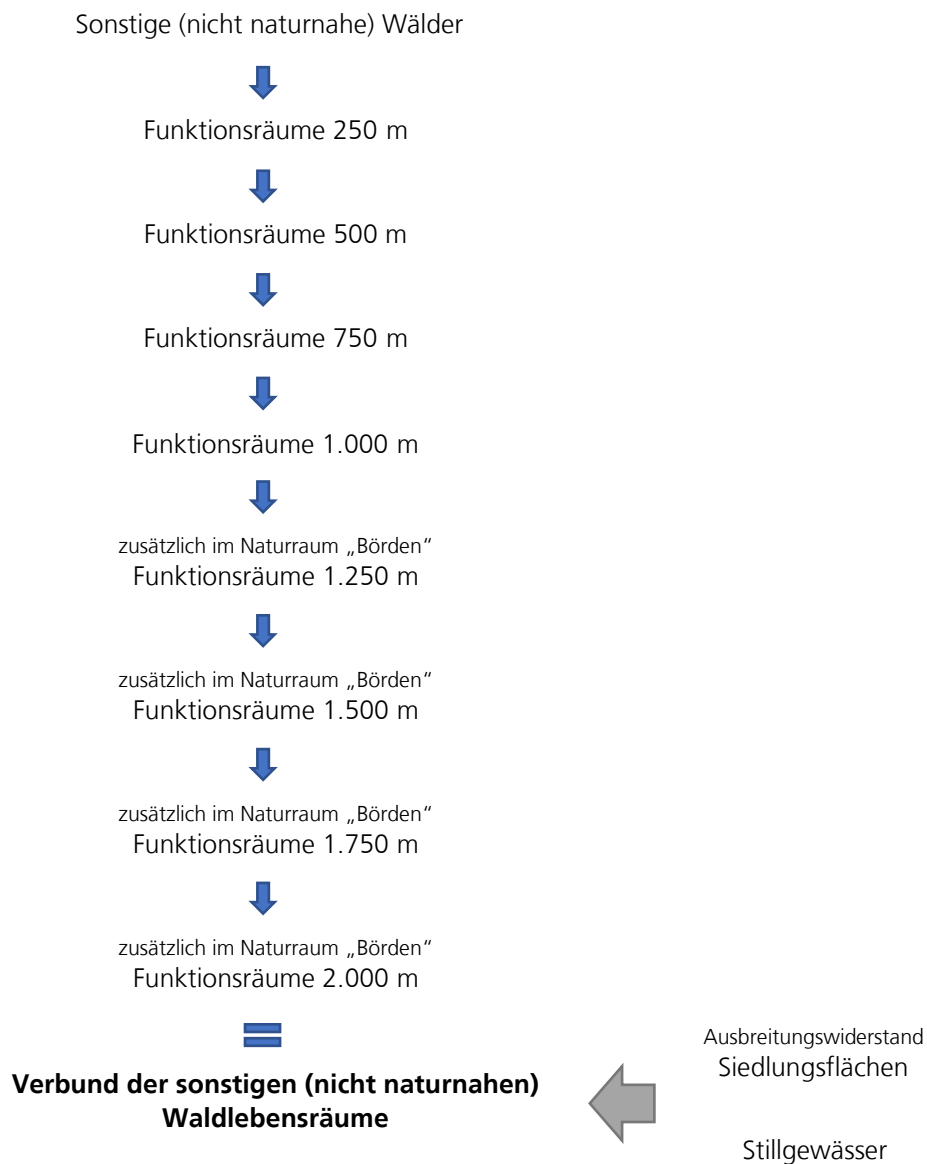 Sonstige (nicht naturnahe) Wälder
Funktionsräume 250 m
Funktionsräume 500 m
Funktionsräume 750 m
Funktionsräume 1.000 m
zusätzlich im Naturraum „Börden“
Funktionsräume 1.250 m
zusätzlich im Naturraum „Börden“
Funktionsräume 1.500 m
zusätzlich im Naturraum „Börden“
Funktionsräume 1.750 m
zusätzlich im Naturraum „Börden“
Funktionsräume 2.000 m
Verbund der sonstigen (nicht naturnahen)
Waldlebensräume
Ausbreitungswiderstand
Siedlungsflächen
Stillgewässer